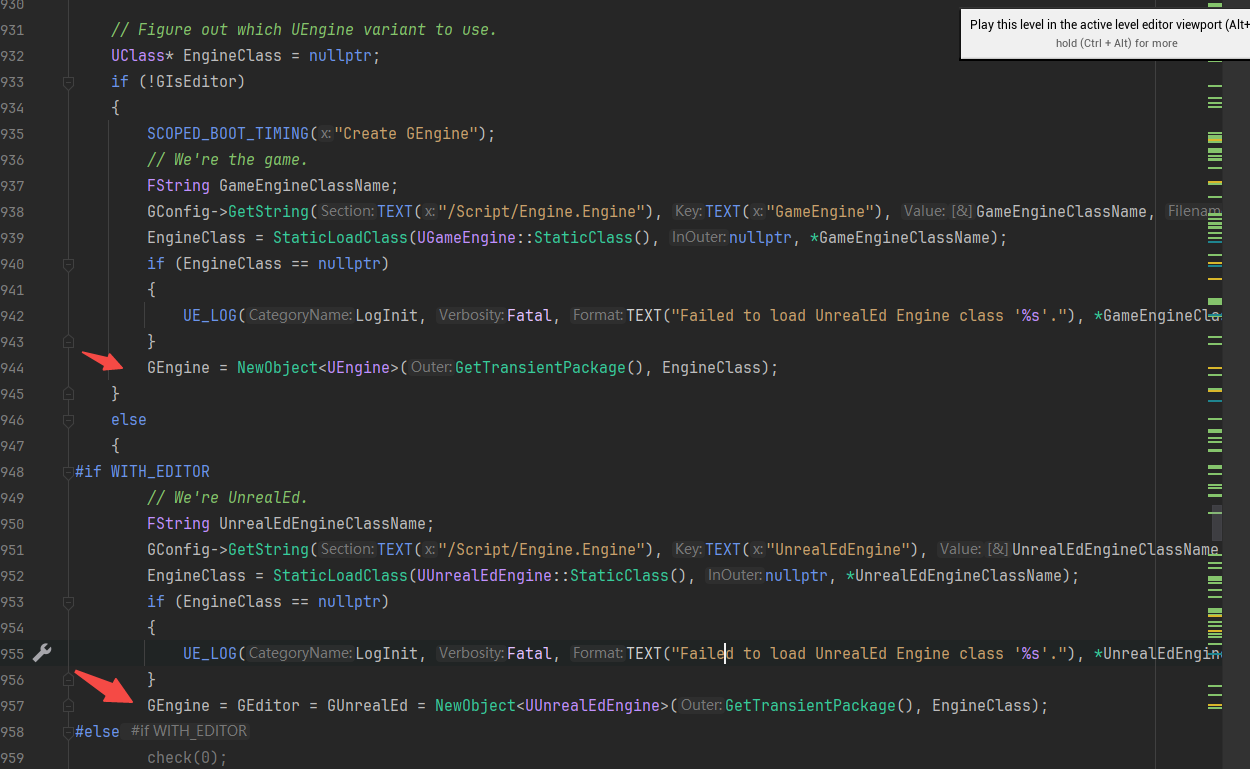 930
931 // Figure out which UEngine variant to use.
932 UClass* EngineClass = nullptr;
933 if (!GIsEditor)
934 {
935 SCOPED_BOOT_TIMING( x: "Create GEngine");
936 // We're the game.
937 FString GameEngineClassName;
938 GConfig->GetString( Section: TEXT( x: "/Script/Engine.Engine"), Key: TEXT( x: "GameEngine"), Value: [&] GameEngineClassName, Filenam
939 EngineClass = StaticLoadClass(UGameEngine::StaticClass(), InOuter: nullptr, *GameEngineClassName);
940 if (EngineClass == nullptr)
941 {
942 UE_LOG( CategoryName: LogInit, Verbosity: Fatal, Format: TEXT("Failed to load UnrealEd Engine class '%s'."), *GameEngineCla
943 }
944 GEngine = NewObject<UEngine>( Outer: GetTransientPackage(), EngineClass);
945 }
946 else
947 {
948 #if WITH_EDITOR
949 // We're UnrealEd.
950 FString UnrealEdEngineClassName;
951 GConfig->GetString( Section: TEXT( x: "/Script/Engine.Engine"), Key: TEXT( x: "UnrealEdEngine"), Value: [&] UnrealEdEngineClassName
952 EngineClass = StaticLoadClass(UUnrealEdEngine::StaticClass(), InOuter: nullptr, *UnrealEdEngineClassName);
953 if (EngineClass == nullptr)
954 {
955 UE_LOG( CategoryName: LogInit, Verbosity: Fatal, Format: TEXT("Failed to load UnrealEd Engine class '%s'."), *UnrealEdEngin
956 }
957 GEngine = GEditor = GUnrealEd = NewObject<UUnrealEdEngine>( Outer: GetTransientPackage(), EngineClass);
958 #else #if WITH_EDITOR
959 check(0);
Play this level in the active level editor viewport (Alt+
hold (Ctrl + Alt) for more